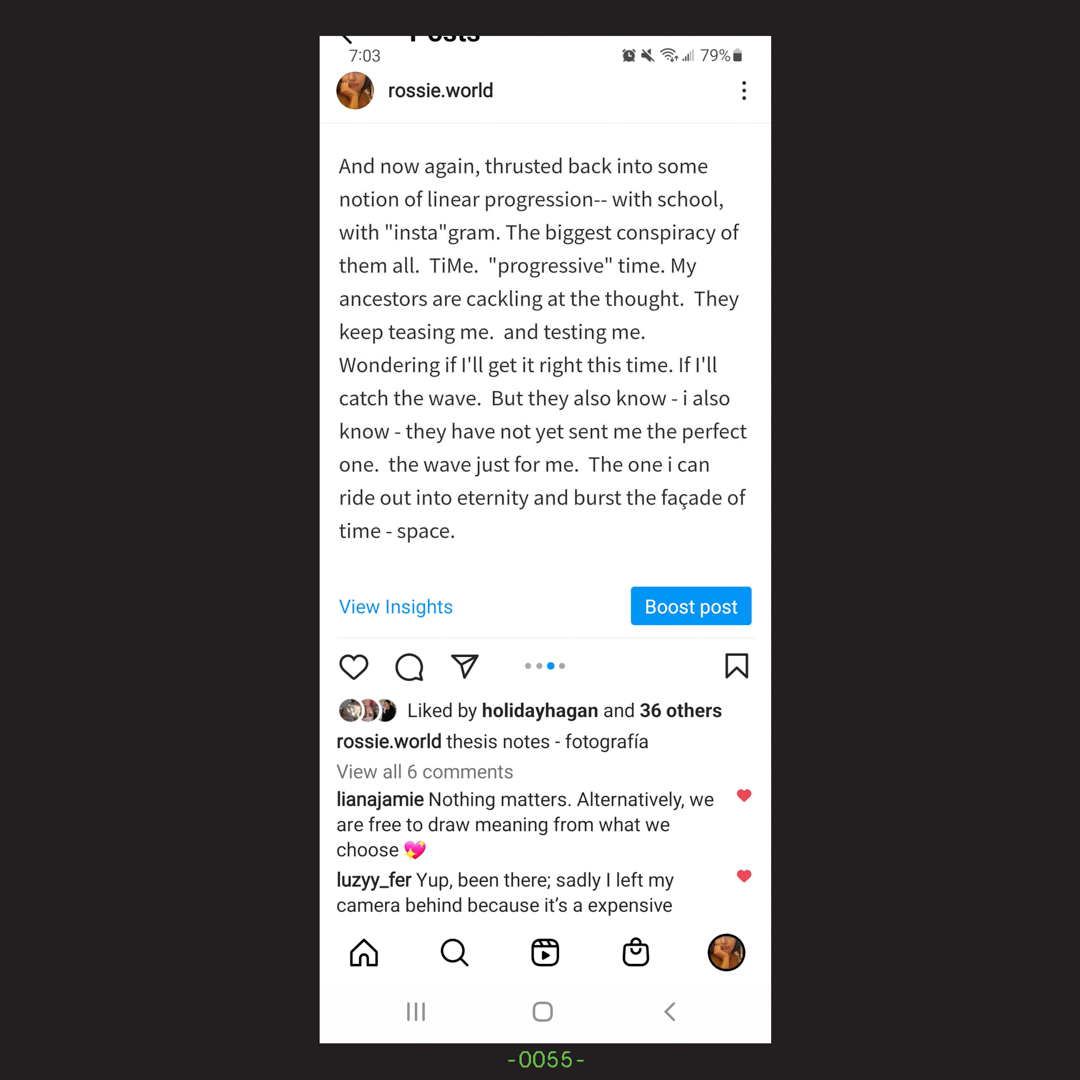 Posts
7:03
79%
rossie.world
And now again, thrusted back into some
notion of linear progression-- with school,
with "insta"gram. The biggest conspiracy of
them all.  TiMe.  "progressive" time. My
ancestors are cackling at the thought.  They
keep teasing me.  and testing me.
Wondering if I'll get it right this time. If I'll
catch the wave.  But they also know - i also
know - they have not yet sent me the perfect
one.  the wave just for me.  The one i can
ride out into eternity and burst the façade of
time - space.
View Insights
Boost post
Liked by holidayhagan and 36 others
rossie.world thesis notes - fotografía
View all 6 comments
lianajamie Nothing matters. Alternatively, we
are free to draw meaning from what we
choose 💖
luzyy_fer Yup, been there; sadly I left my
camera behind because it’s a expensive
-0055-